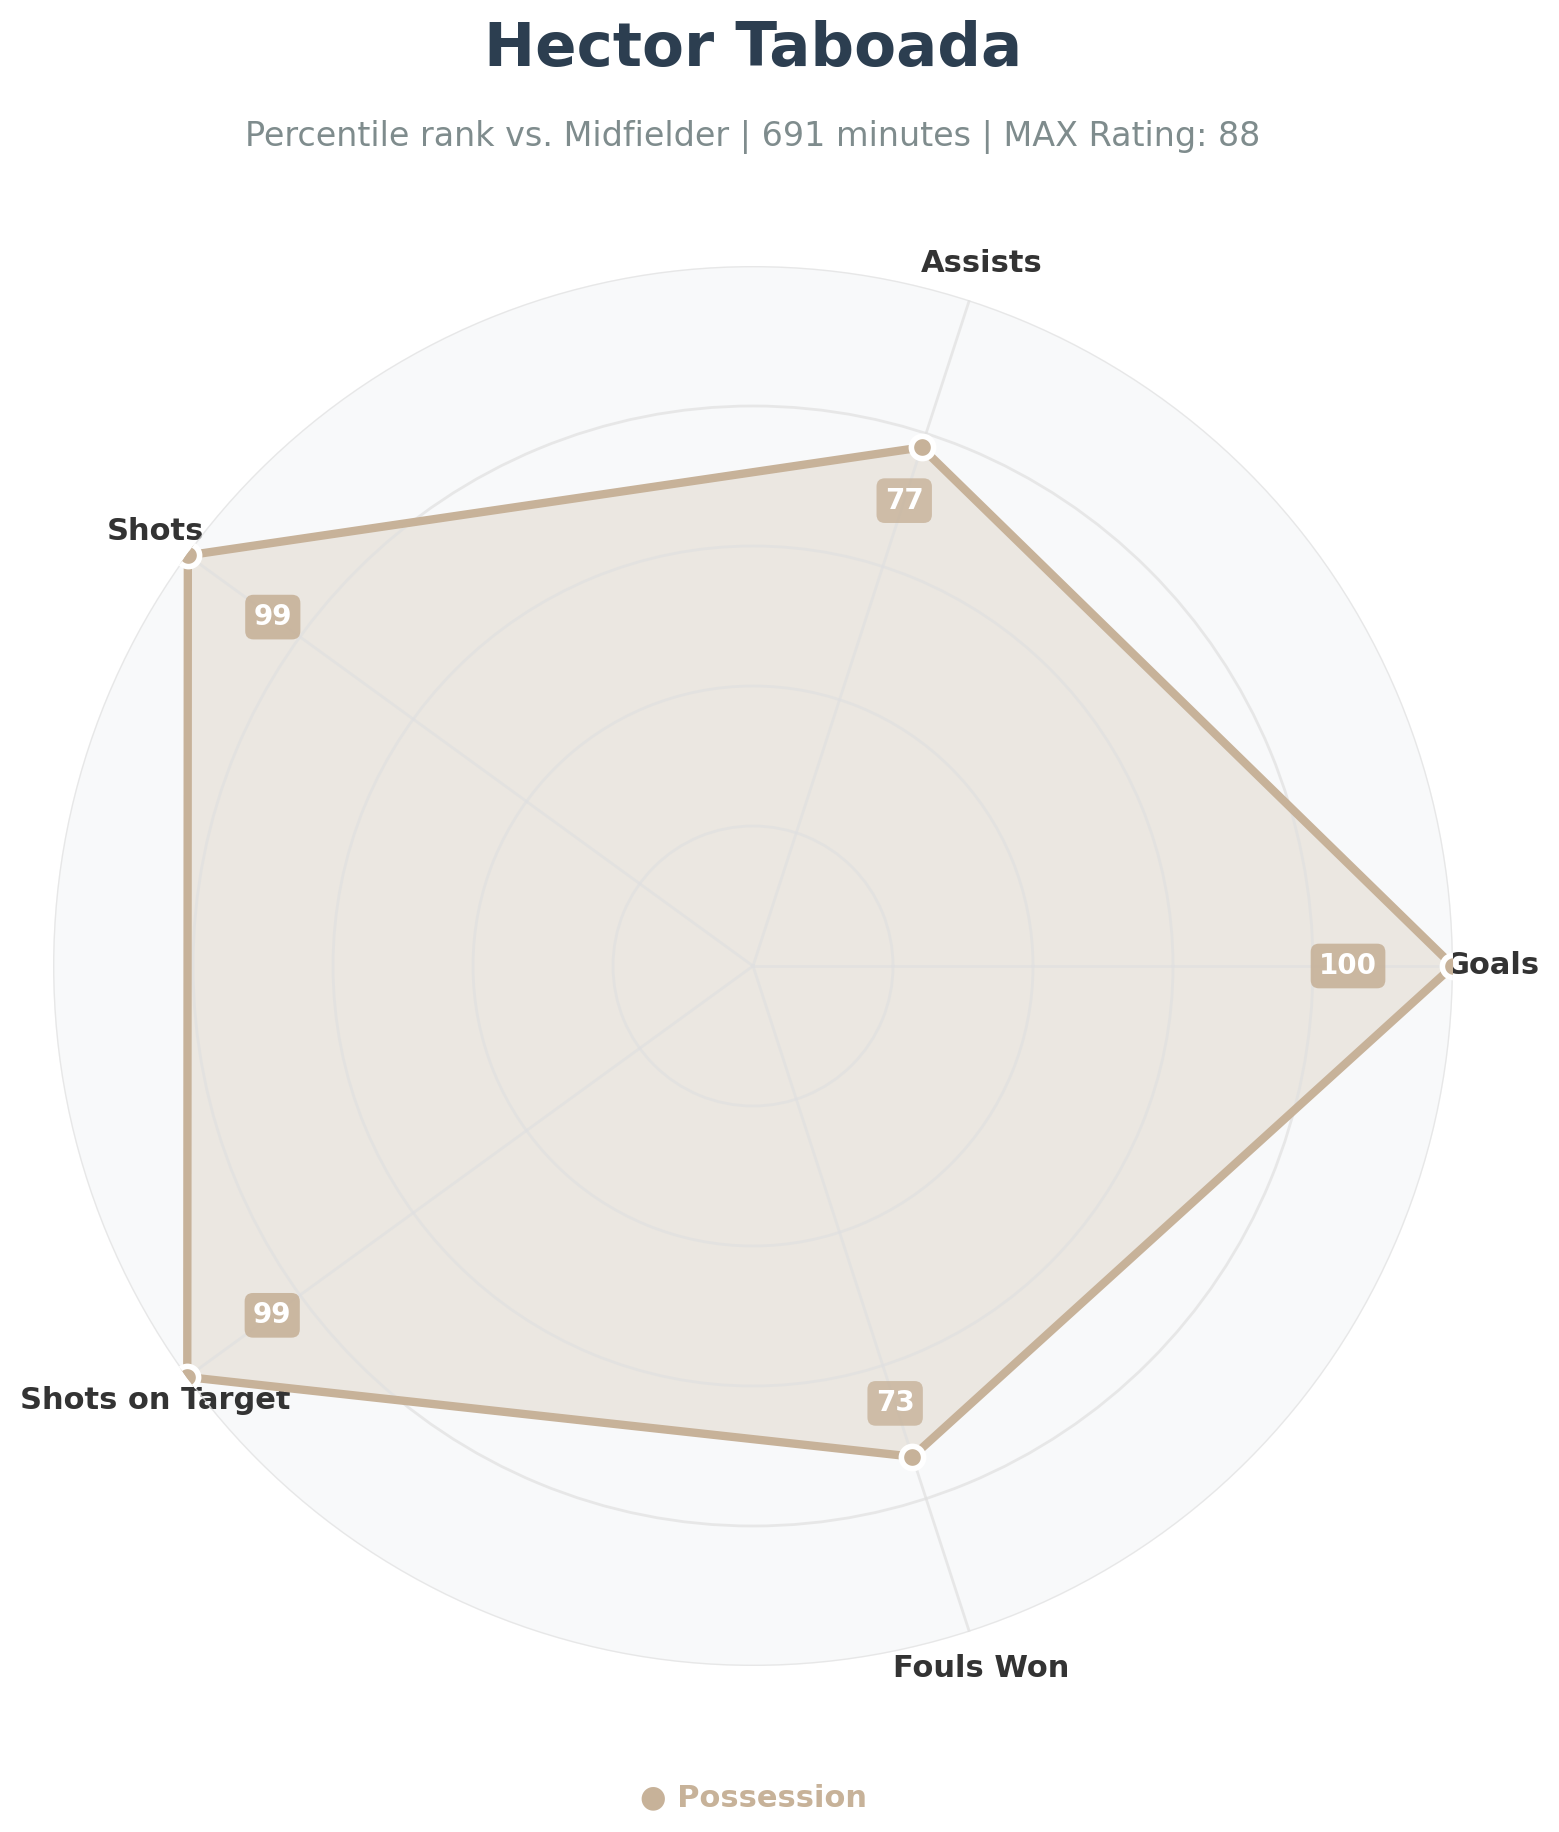 Hector Taboada
Percentile rank vs. Midfielder | 691 minutes | MAX Rating: 88
Assists
77
Shots
99
100
Goals
99
Shots on Target
73
Fouls Won
Possession